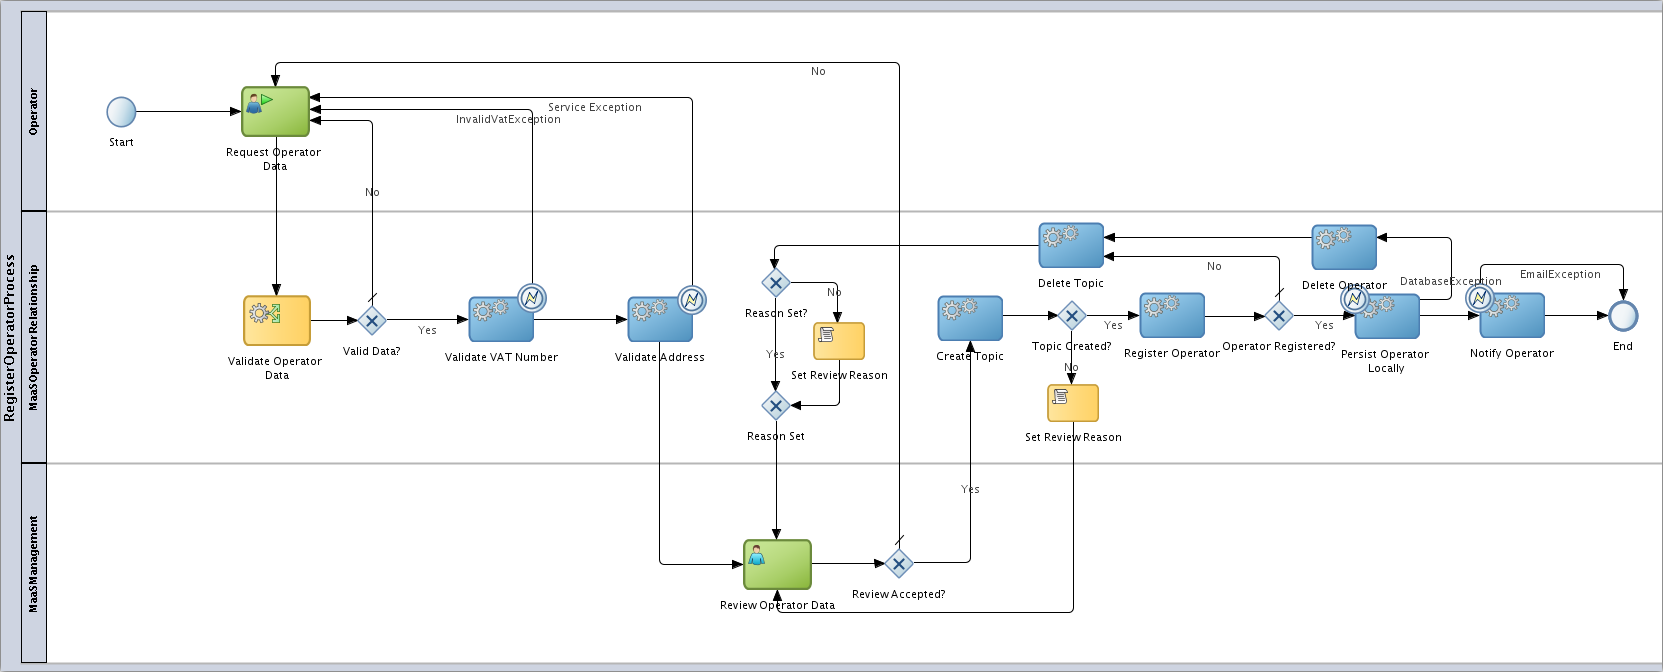 RegisterOperatorProcess
Operator
Start
Request Operator
Data
No
Service Exception
InvalidVatException
No
MaaSOperatorRelationship
Validate Operator
Data
Valid Data?
Yes
Validate VAT Number
Validate Address
Reason Set?
No
Yes
Set Review Reason
Reason Set
Create Topic
Delete Topic
Topic Created?
Yes
No
Set Review Reason
Register Operator
No
Operator Registered?
Yes
Delete Operator
DatabaseException
Persist Operator
Locally
EmailException
Notify Operator
End
MaaSManagement
Review Operator Data
Review Accepted?
Yes